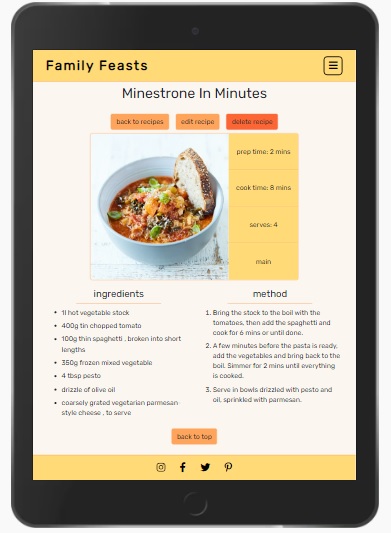 Family Feasts
Minestrone In Minutes
back to recipes
edit recipe
delete recipe
prep time: 2 mins
cook time: 8 mins
serves: 4
main
ingredients
• 1l hot vegetable stock
• 400g tin chopped tomato
• 100g thin spaghetti , broken into short
lengths
• 350g frozen mixed vegetable
• 4 tbsp pesto
• drizzle of olive oil
• coarsely grated vegetarian parmesan-
style cheese , to serve
method
1. Bring the stock to the boil with the
tomatoes, then add the spaghetti and
cook for 6 mins or until done.
2. A few minutes before the pasta is ready,
add the vegetables and bring back to the
boil. Simmer for 2 mins until everything
is cooked.
3. Serve in bowls drizzled with pesto and
oil, sprinkled with parmesan.
back to top